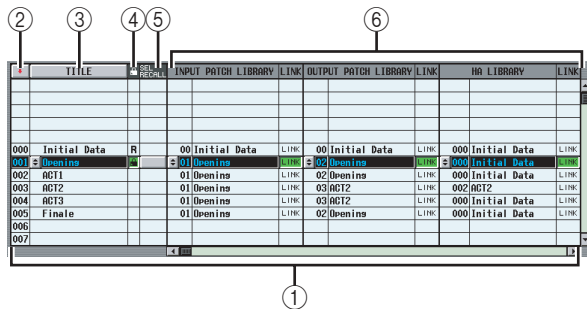 ② ③ ④ ⑤ ⑥
TITLE SEL RECALL INPUT PATCH LIBRARY LINK OUTPUT PATCH LIBRARY LINK HA LIBRARY LINK
000 Initial Data R 00 Initial Data LINK 00 Initial Data LINK 000 Initial Data LINK
001 Opening 01 Opening LINK 02 Opening LINK 000 Initial Data LINK
002 ACT1 01 Opening LINK 02 Opening LINK 000 Initial Data LINK
003 ACT2 01 Opening LINK 03 ACT2 LINK 002 ACT2 LINK
004 ACT3 01 Opening LINK 03 ACT2 LINK 000 Initial Data LINK
005 Finale 01 Opening LINK 02 Opening LINK 000 Initial Data LINK
006
007
①